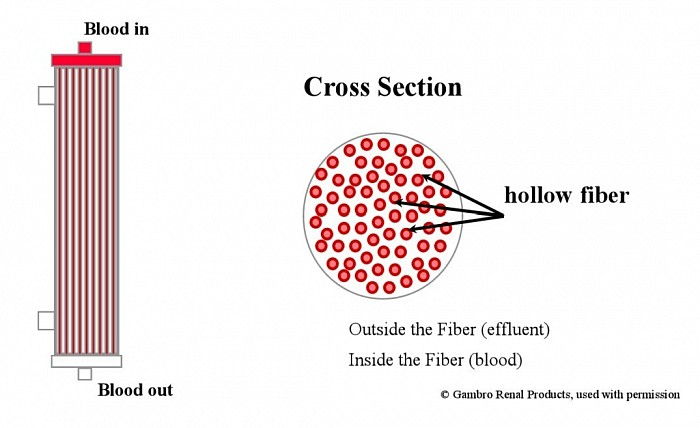 Blood in
Cross Section
hollow fiber
Outside the Fiber (effluent)
Inside the Fiber (blood)
Blood out
© Gambro Renal Products, used with permission